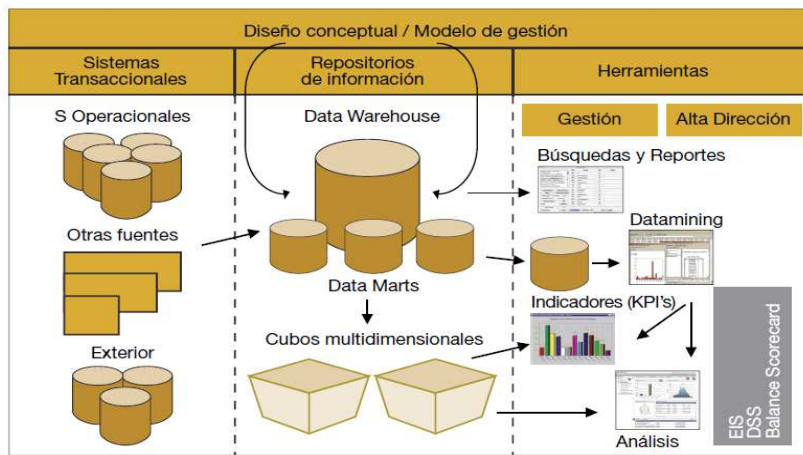 Diseño conceptual / Modelo de gestión
Sistemas
Transaccionales
Repositorios
de información
Herramientas
S Operacionales
Data Warehouse
Gestión
Alta Dirección
Búsquedas y Reportes
Otras fuentes
Datamining
Data Marts
Indicadores (KPI's)
Cubos multidimensionales
Exterior
Análisis
EIS
DSS
Balance Scorecard